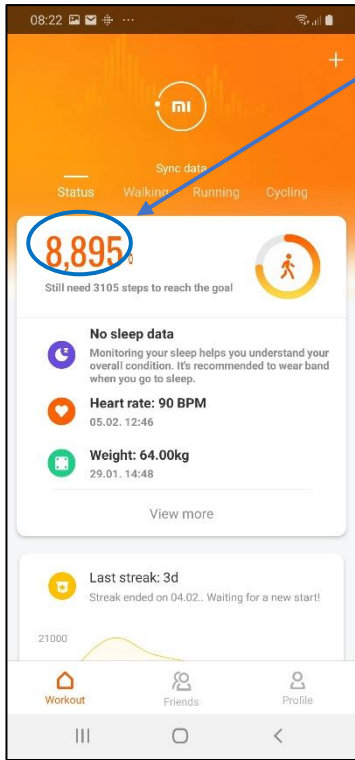 08:22
mi
Sync data
Status Walking Running Cycling
8,895
Still need 3105 steps to reach the goal
No sleep data
Monitoring your sleep helps you understand your
overall condition. It's recommended to wear band
when you go to sleep.
Heart rate: 90 BPM
05.02. 12:46
Weight: 64.00kg
29.01. 14:48
View more
Last streak: 3d
Streak ended on 04.02.. Waiting for a new start!
21000
Workout Friends Profile